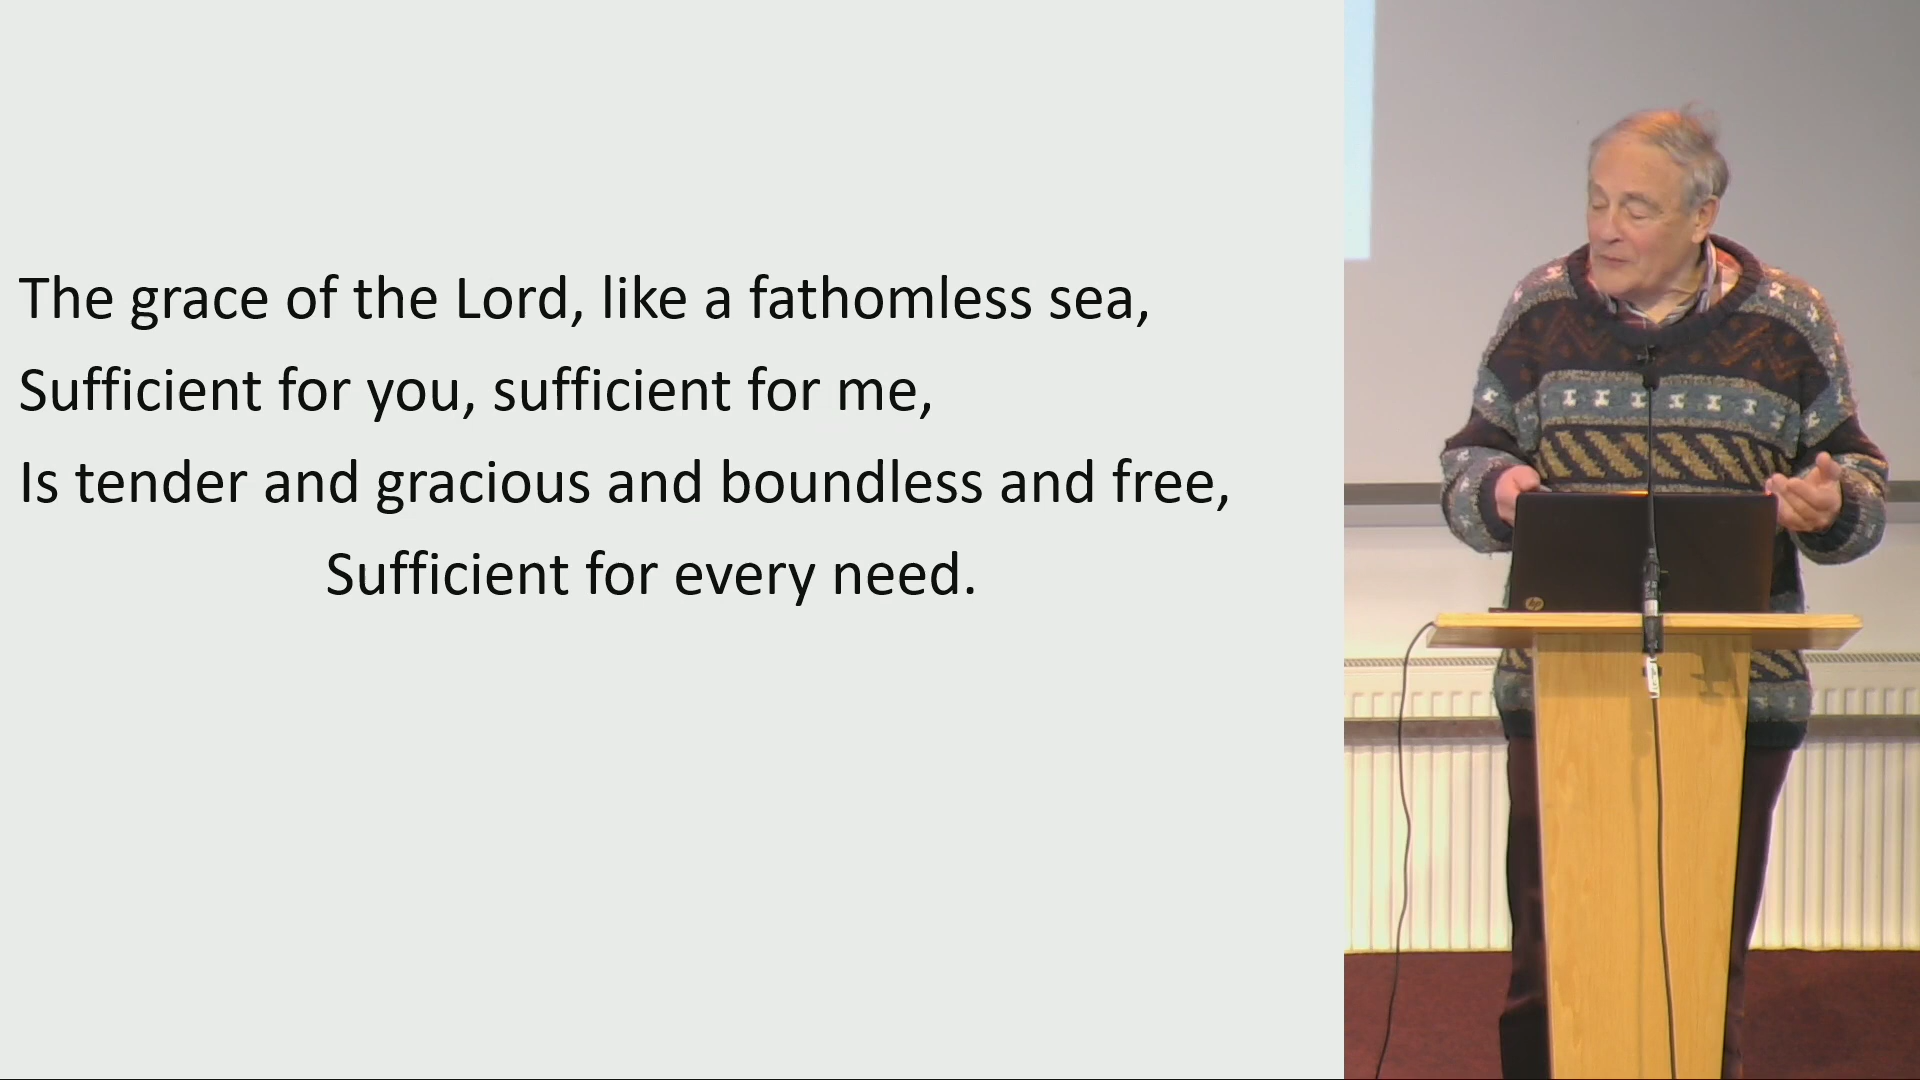 The grace of the Lord, like a fathomless sea,
Sufficient for you, sufficient for me,
Is tender and gracious and boundless and free,
Sufficient for every need.
hp